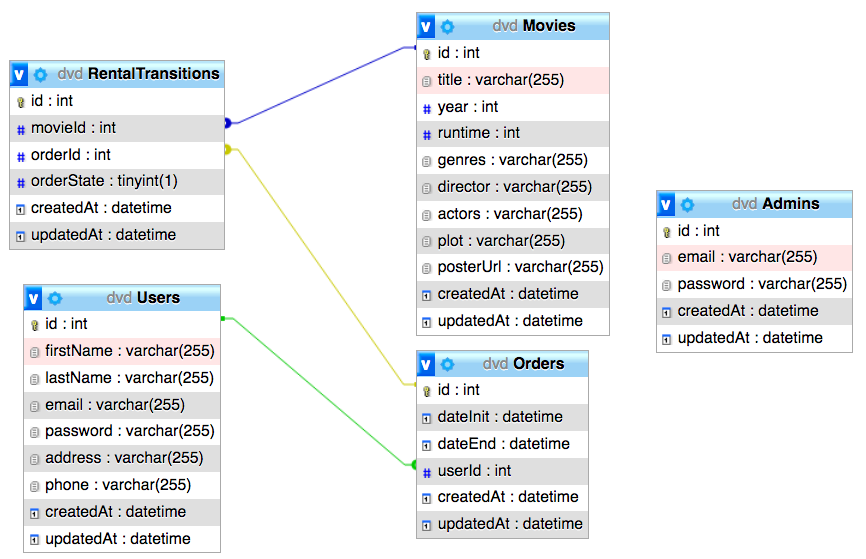 v dvd RentalTransitions
id : int
# movieId : int
# orderId : int
# orderState : tinyint(1)
createdAt : datetime
updatedAt : datetime
v dvd Users
id : int
firstName : varchar(255)
lastName : varchar(255)
email : varchar(255)
password : varchar(255)
address : varchar(255)
phone : varchar(255)
createdAt : datetime
updatedAt : datetime
v dvd Movies
id : int
title : varchar(255)
# year : int
# runtime : int
genres : varchar(255)
director : varchar(255)
actors : varchar(255)
plot : varchar(255)
posterUrl : varchar(255)
createdAt : datetime
updatedAt : datetime
v dvd Orders
id : int
dateInit : datetime
dateEnd : datetime
# userId : int
createdAt : datetime
updatedAt : datetime
v dvd Admins
id : int
email : varchar(255)
password : varchar(255)
createdAt : datetime
updatedAt : datetime